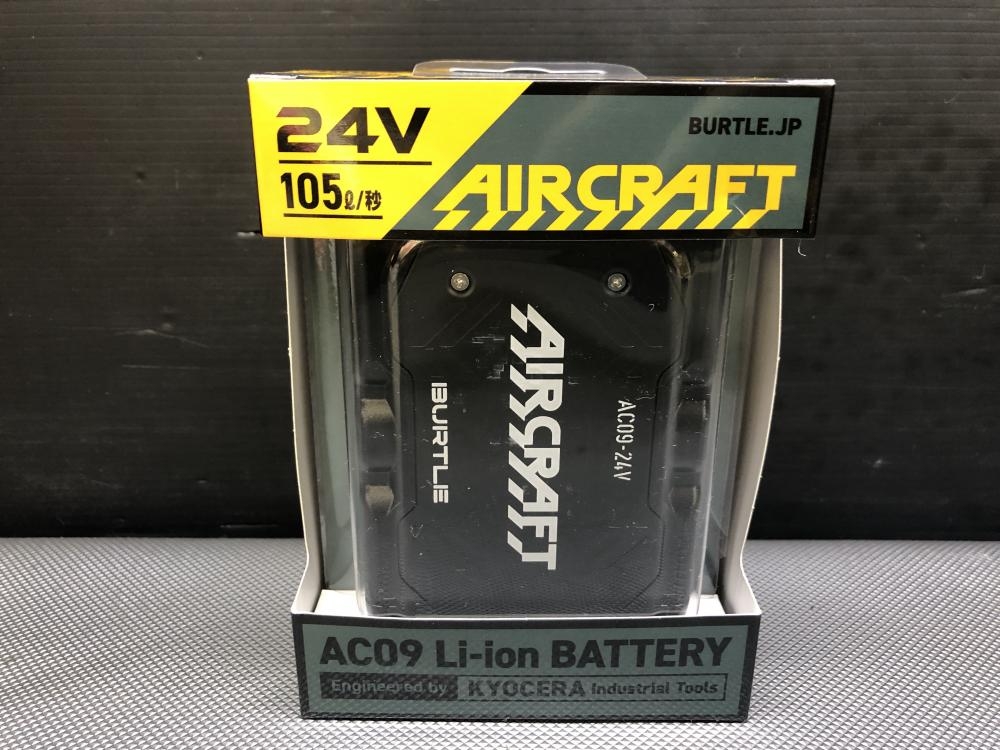 24V
105ℓ/秒
BURTLE.JP
AIRCRAFT
AC09-24V
AIRCRAFT
BURTLE
AC09 Li-ion BATTERY
Engineered by KYOCERA Industrial Tools